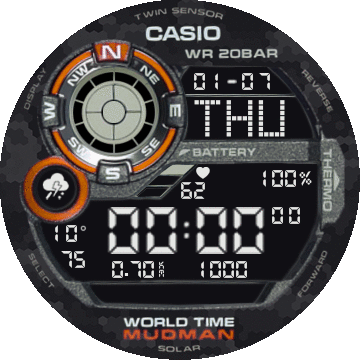 TWIN SENSOR
CASIO
WR 20BAR
DISPLAY
REVERSE
N
NW
NE
W
E
SW
SE
S
01-07
THU
BATTERY
62
100%
THERMO
00:00 00
10°
75
0.70
1000
SELECT
FORWARD
WORLD TIME
MUDMAN
SOLAR